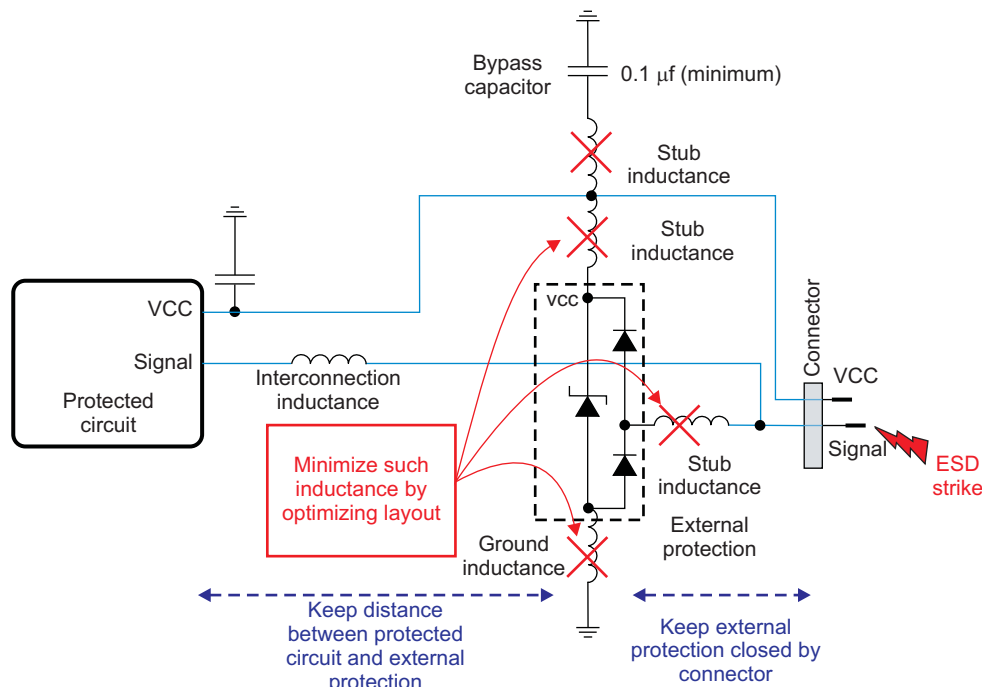 Bypass
capacitor
0.1 μf (minimum)
Stub
inductance
Stub
inductance
vcc
VCC
Signal
Protected
circuit
Interconnection
inductance
Connector
VCC
Signal
ESD
strike
Minimize such
inductance by
optimizing layout
Stub
inductance
External
protection
Ground
inductance
Keep distance
between protected
circuit and external
protection
Keep external
protection closed by
connector